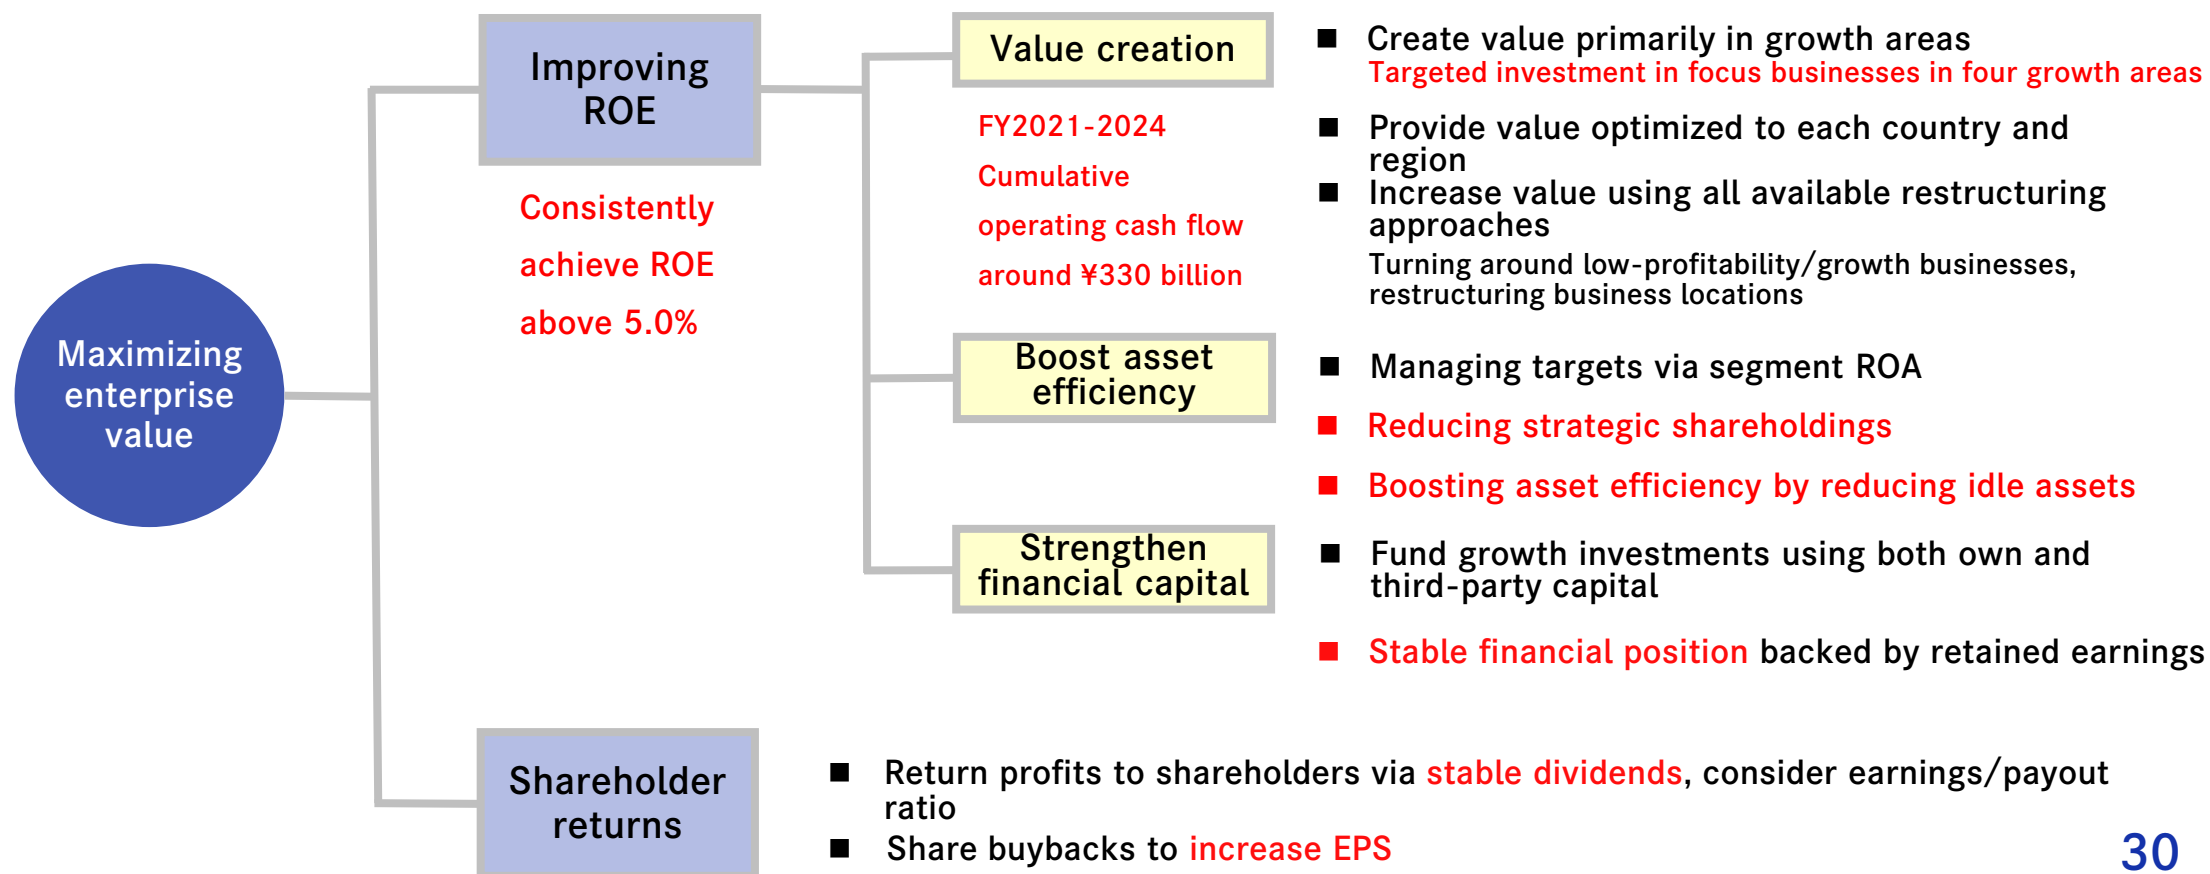 Maximizing
enterprise
value
Improving
ROE
Consistently
achieve ROE
above 5.0%
Value creation
FY2021-2024
Cumulative
operating cash flow
around ¥330 billion
■ Create value primarily in growth areas
Targeted investment in focus businesses in four growth areas
■ Provide value optimized to each country and
region
■ Increase value using all available restructuring
approaches
Turning around low-profitability/growth businesses,
restructuring business locations
Boost asset
efficiency
■ Managing targets via segment ROA
■ Reducing strategic shareholdings
■ Boosting asset efficiency by reducing idle assets
Strengthen
financial capital
■ Fund growth investments using both own and
third-party capital
■ Stable financial position backed by retained earnings
Shareholder
returns
■ Return profits to shareholders via stable dividends, consider earnings/payout
ratio
■ Share buybacks to increase EPS
30